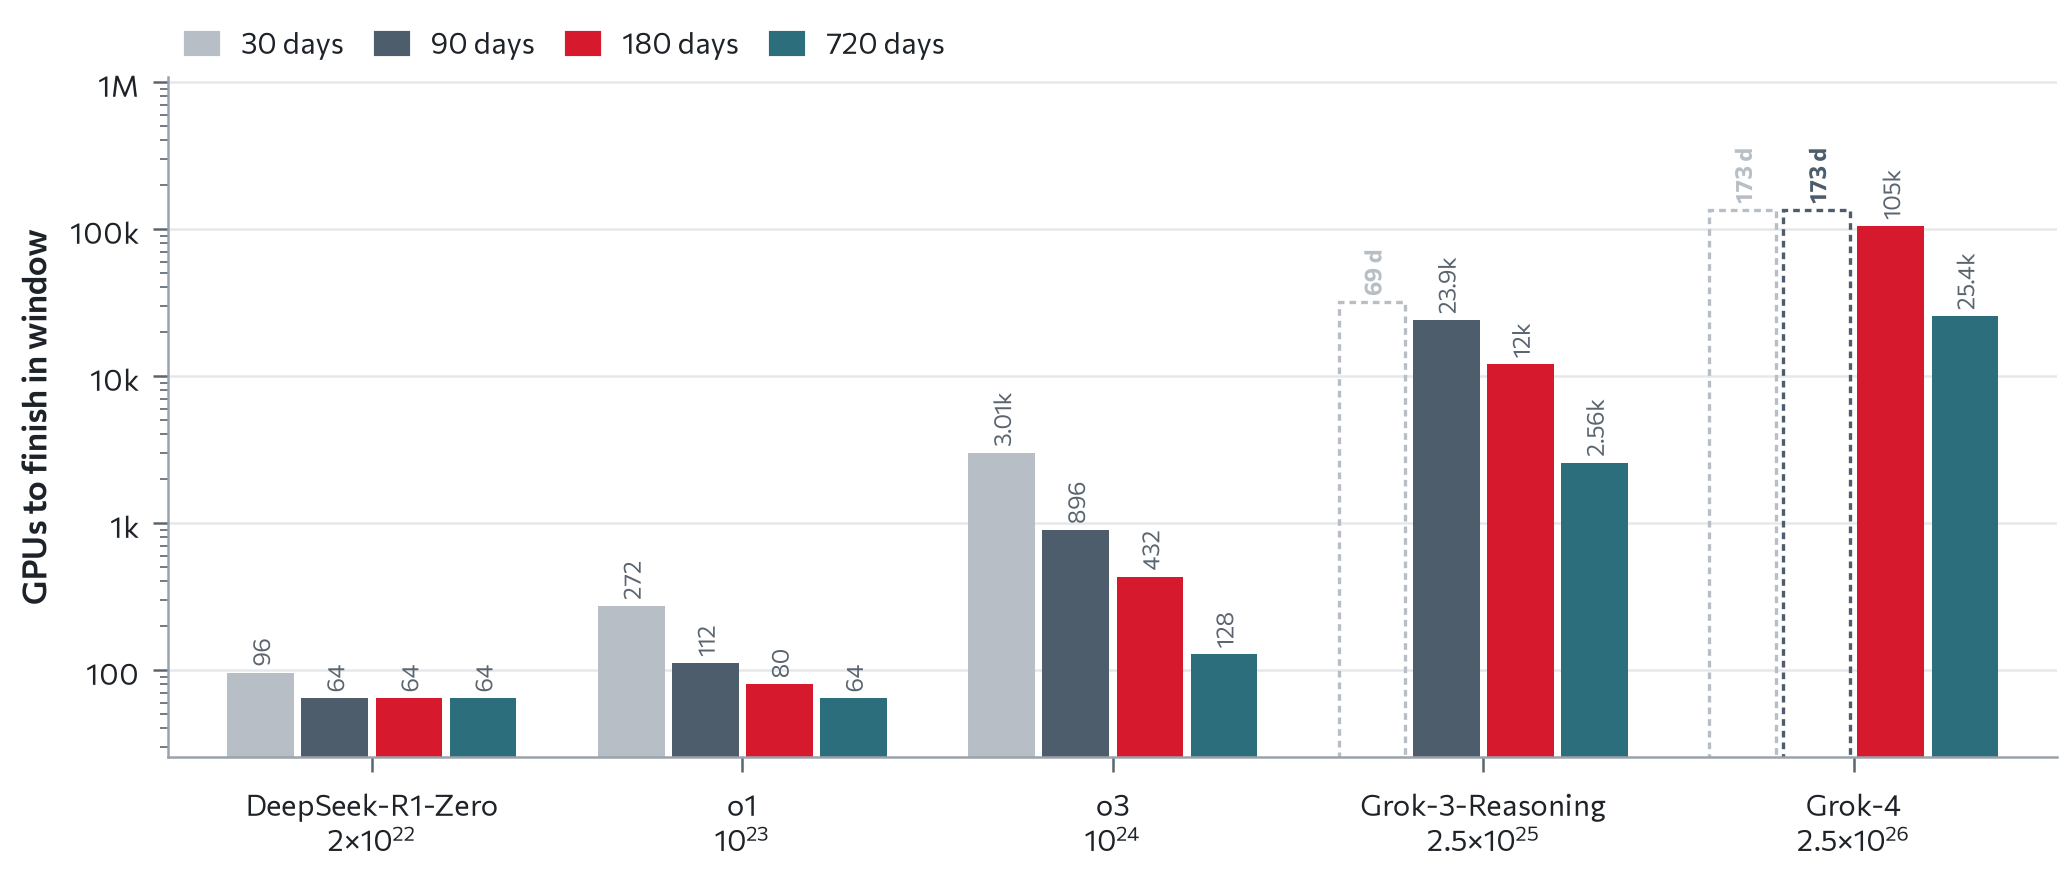 30 days 90 days 180 days 720 days
GPUs to finish in window
1M
100k
10k
1k
100
96 64 64 64
272 112 80 64
3.01k 896 432 128
69 d 23.9k 12k 2.56k
173 d 173 d 105k 25.4k
DeepSeek-R1-Zero o1 o3 Grok-3-Reasoning Grok-4
2×10²² 10²³ 10²⁴ 2.5×10²⁵ 2.5×10²⁶